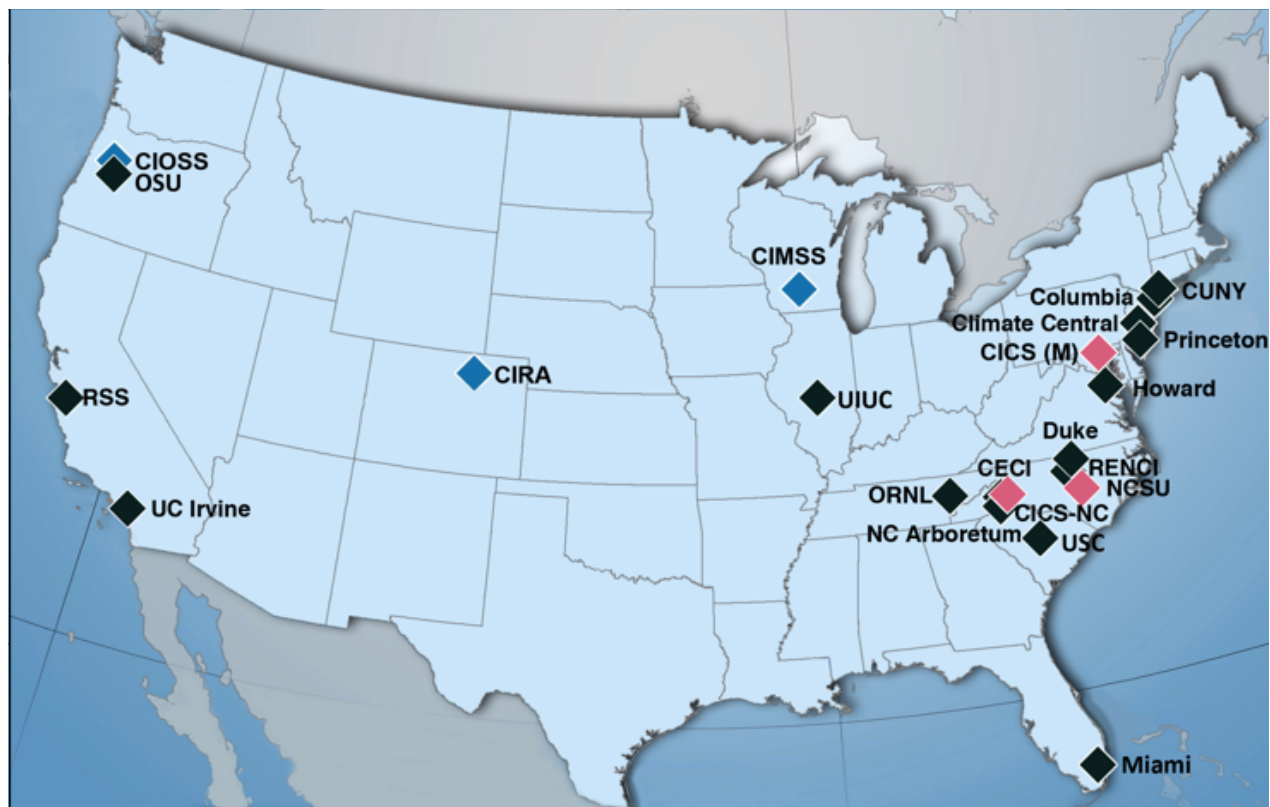 CIOSS
OSU
CIMSS
Columbia
CUNY
Climate Central
Princeton
CICS (M)
CIRA
RSS
UIUC
Howard
Duke
CECI
RENCI
ORNL
NCSU
UC Irvine
CICS-NC
NC Arboretum
USC
Miami